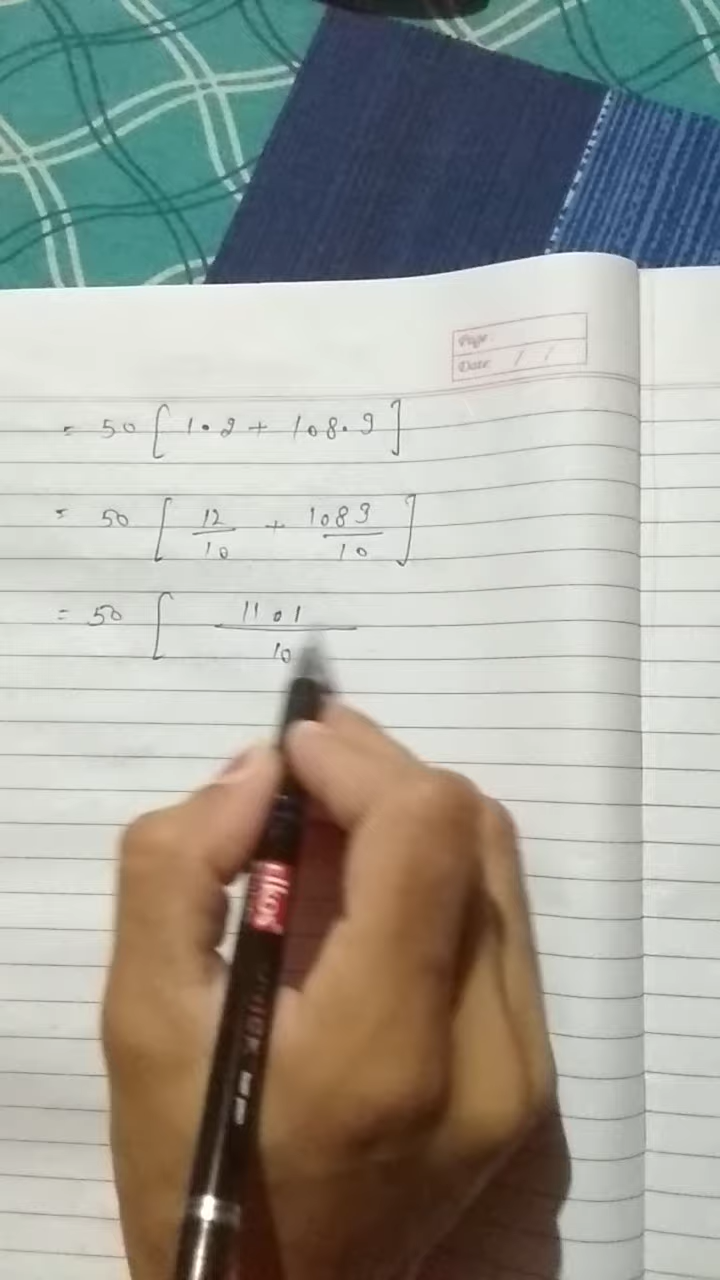 Page:
Date: / /
= 50 [ 1.2 + 108.9 ]
= 50 [ 12/10 + 1089/10 ]
= 50 [ 1101/10